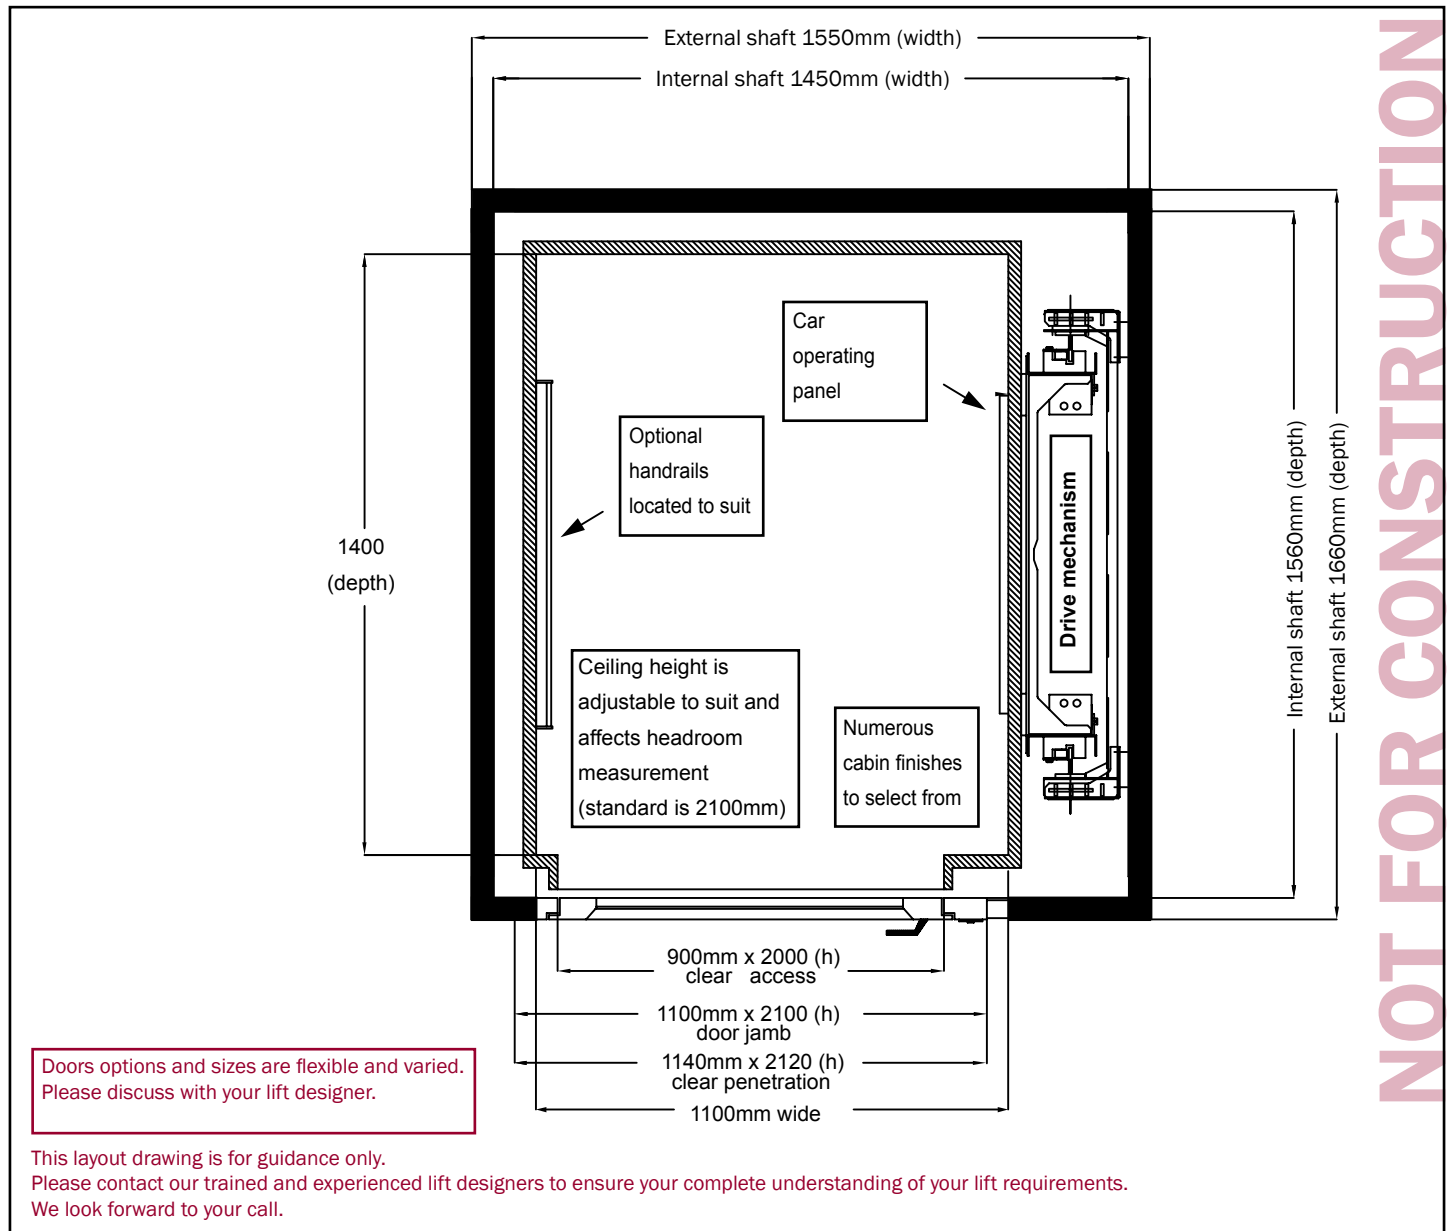 External shaft 1550mm (width)
Internal shaft 1450mm (width)
NOT FOR CONSTRUCTION
Car
operating
panel
Optional
handrails
located to suit
Drive mechanism
Internal shaft 1560mm (depth)
External shaft 1660mm (depth)
1400
(depth)
Ceiling height is
adjustable to suit and
affects headroom
measurement
(standard is 2100mm)
Numerous
cabin finishes
to select from
900mm x 2000 (h)
clear access
1100mm x 2100 (h)
door jamb
1140mm x 2120 (h)
clear penetration
1100mm wide
Doors options and sizes are flexible and varied.
Please discuss with your lift designer.
This layout drawing is for guidance only.
Please contact our trained and experienced lift designers to ensure your complete understanding of your lift requirements.
We look forward to your call.